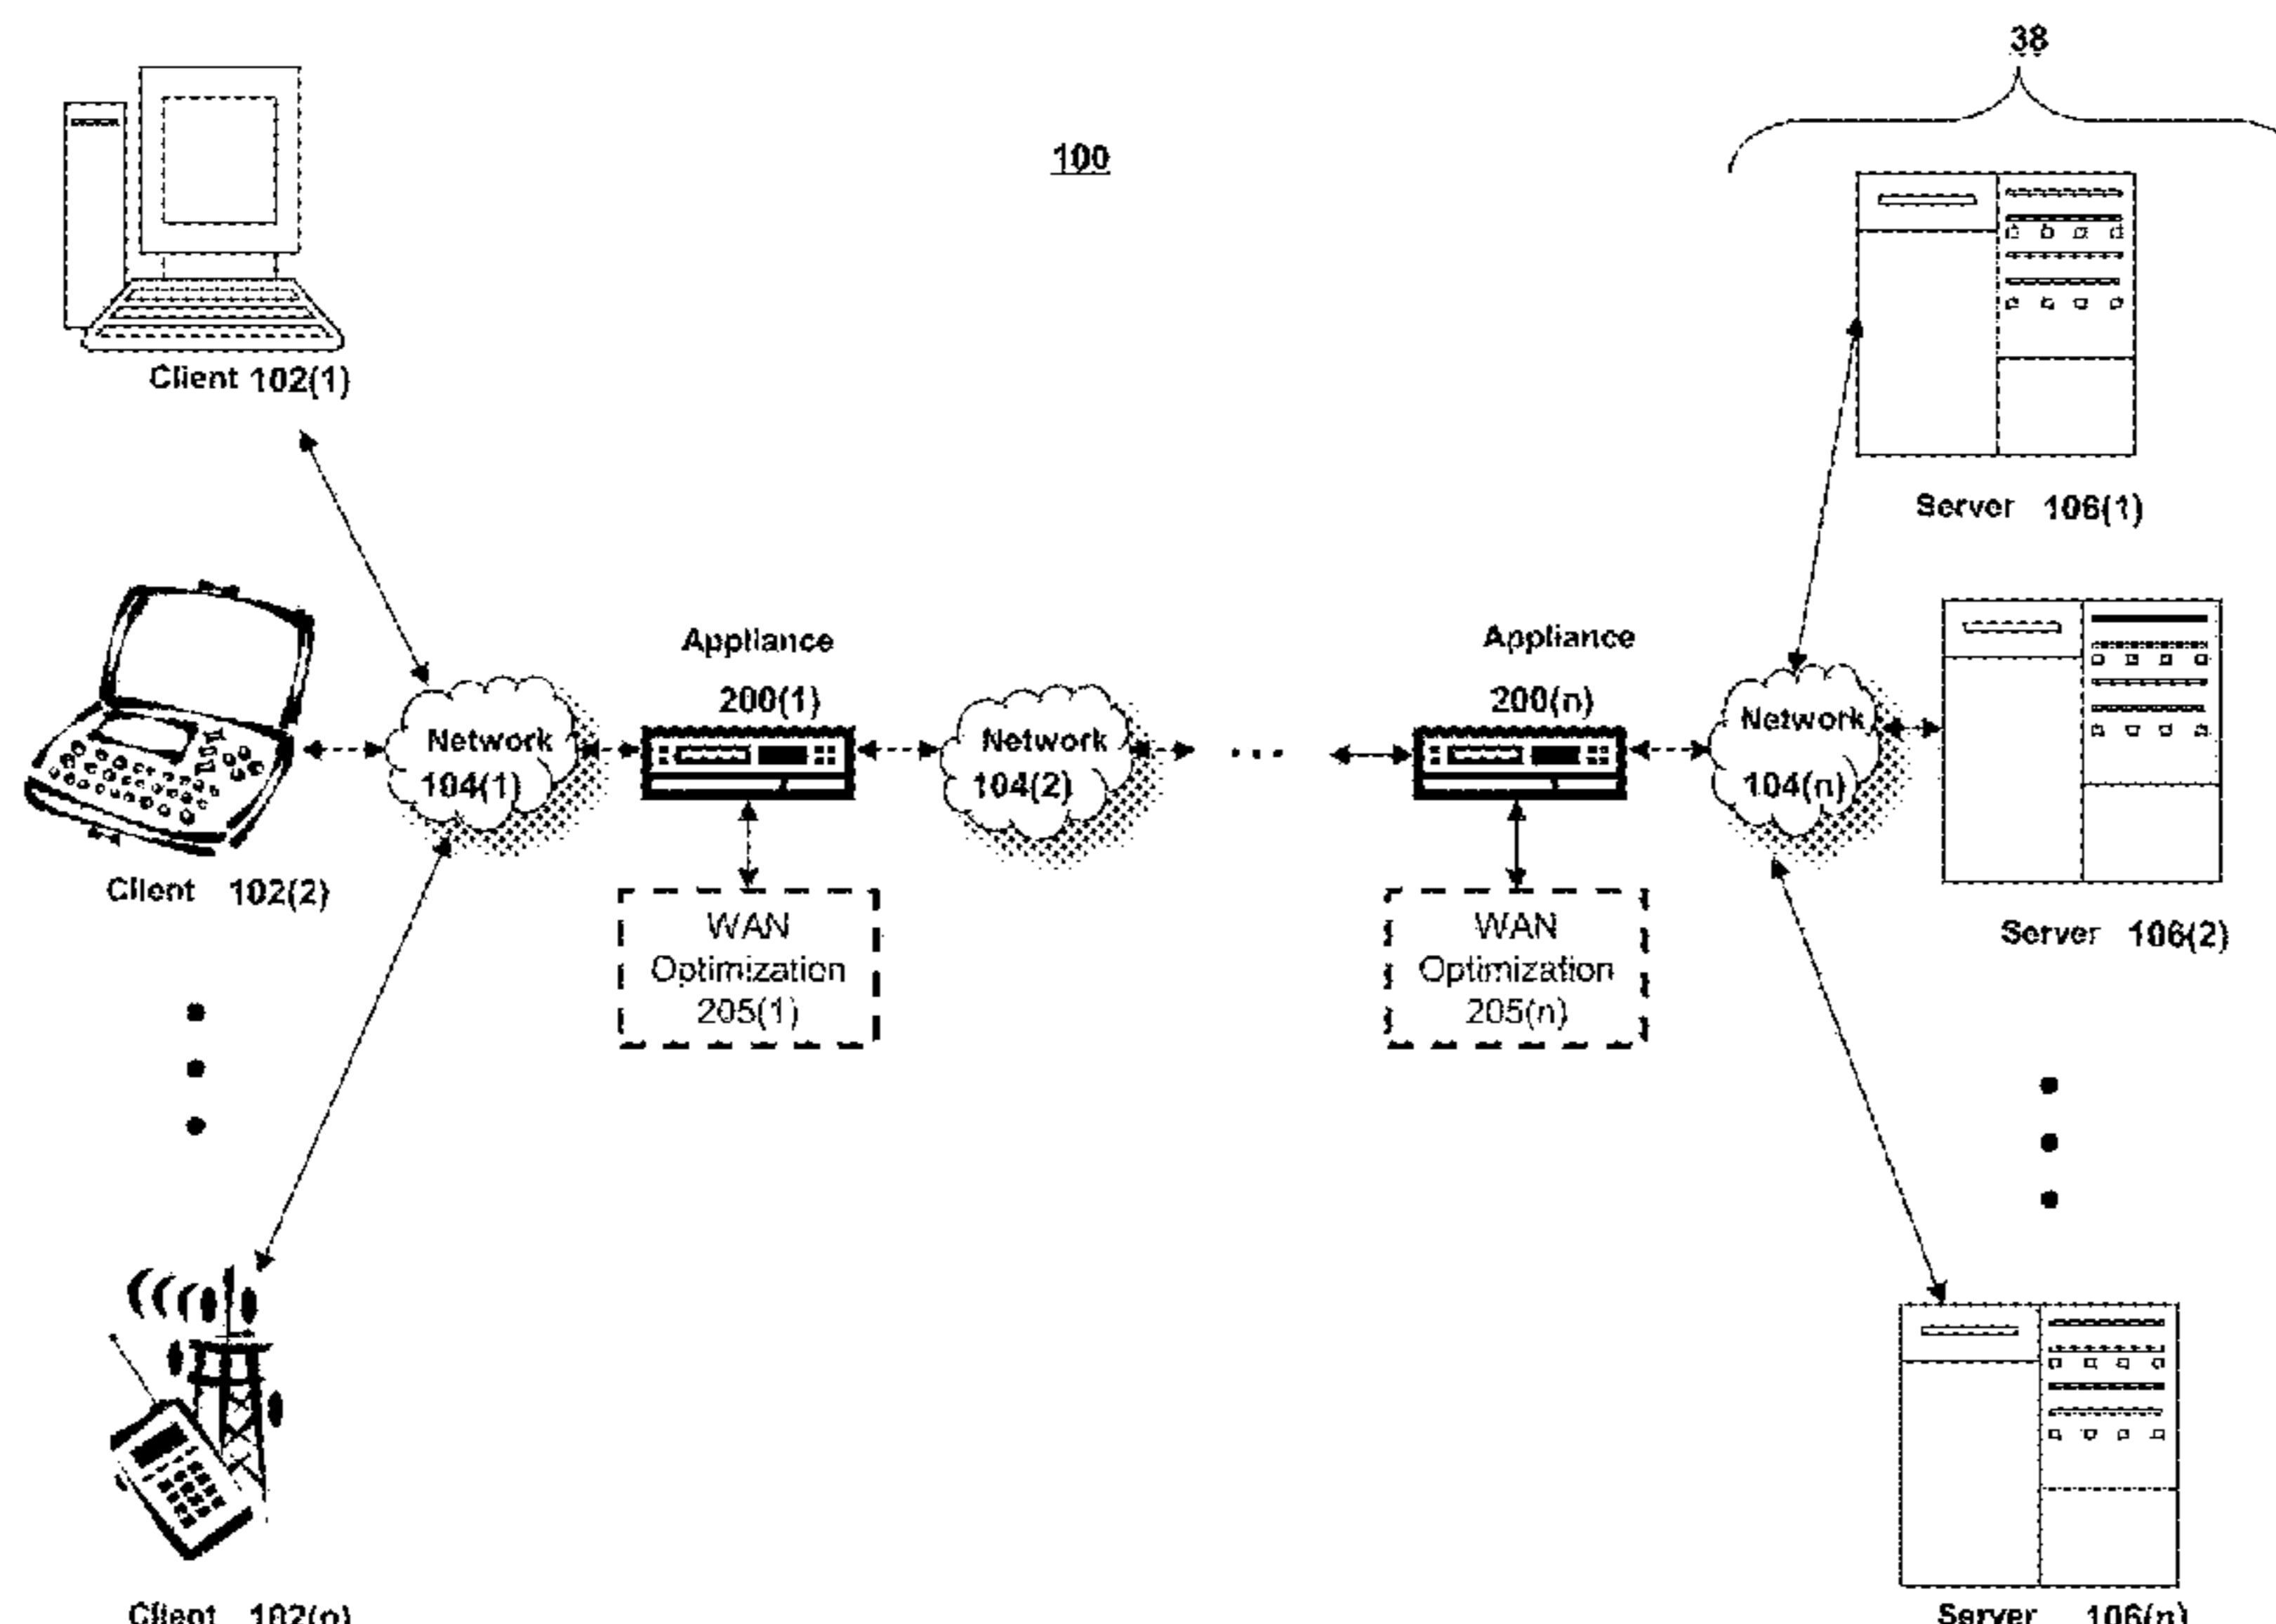 38
100
Client 102(1)
Server 106(1)
Appliance
200(1)
Appliance
200(n)
Network
104(1)
Network
104(2)
...
Network
104(n)
Client 102(2)
WAN
Optimization
205(1)
WAN
Optimization
205(n)
Server 106(2)
Client 102(n)
Server 106(n)